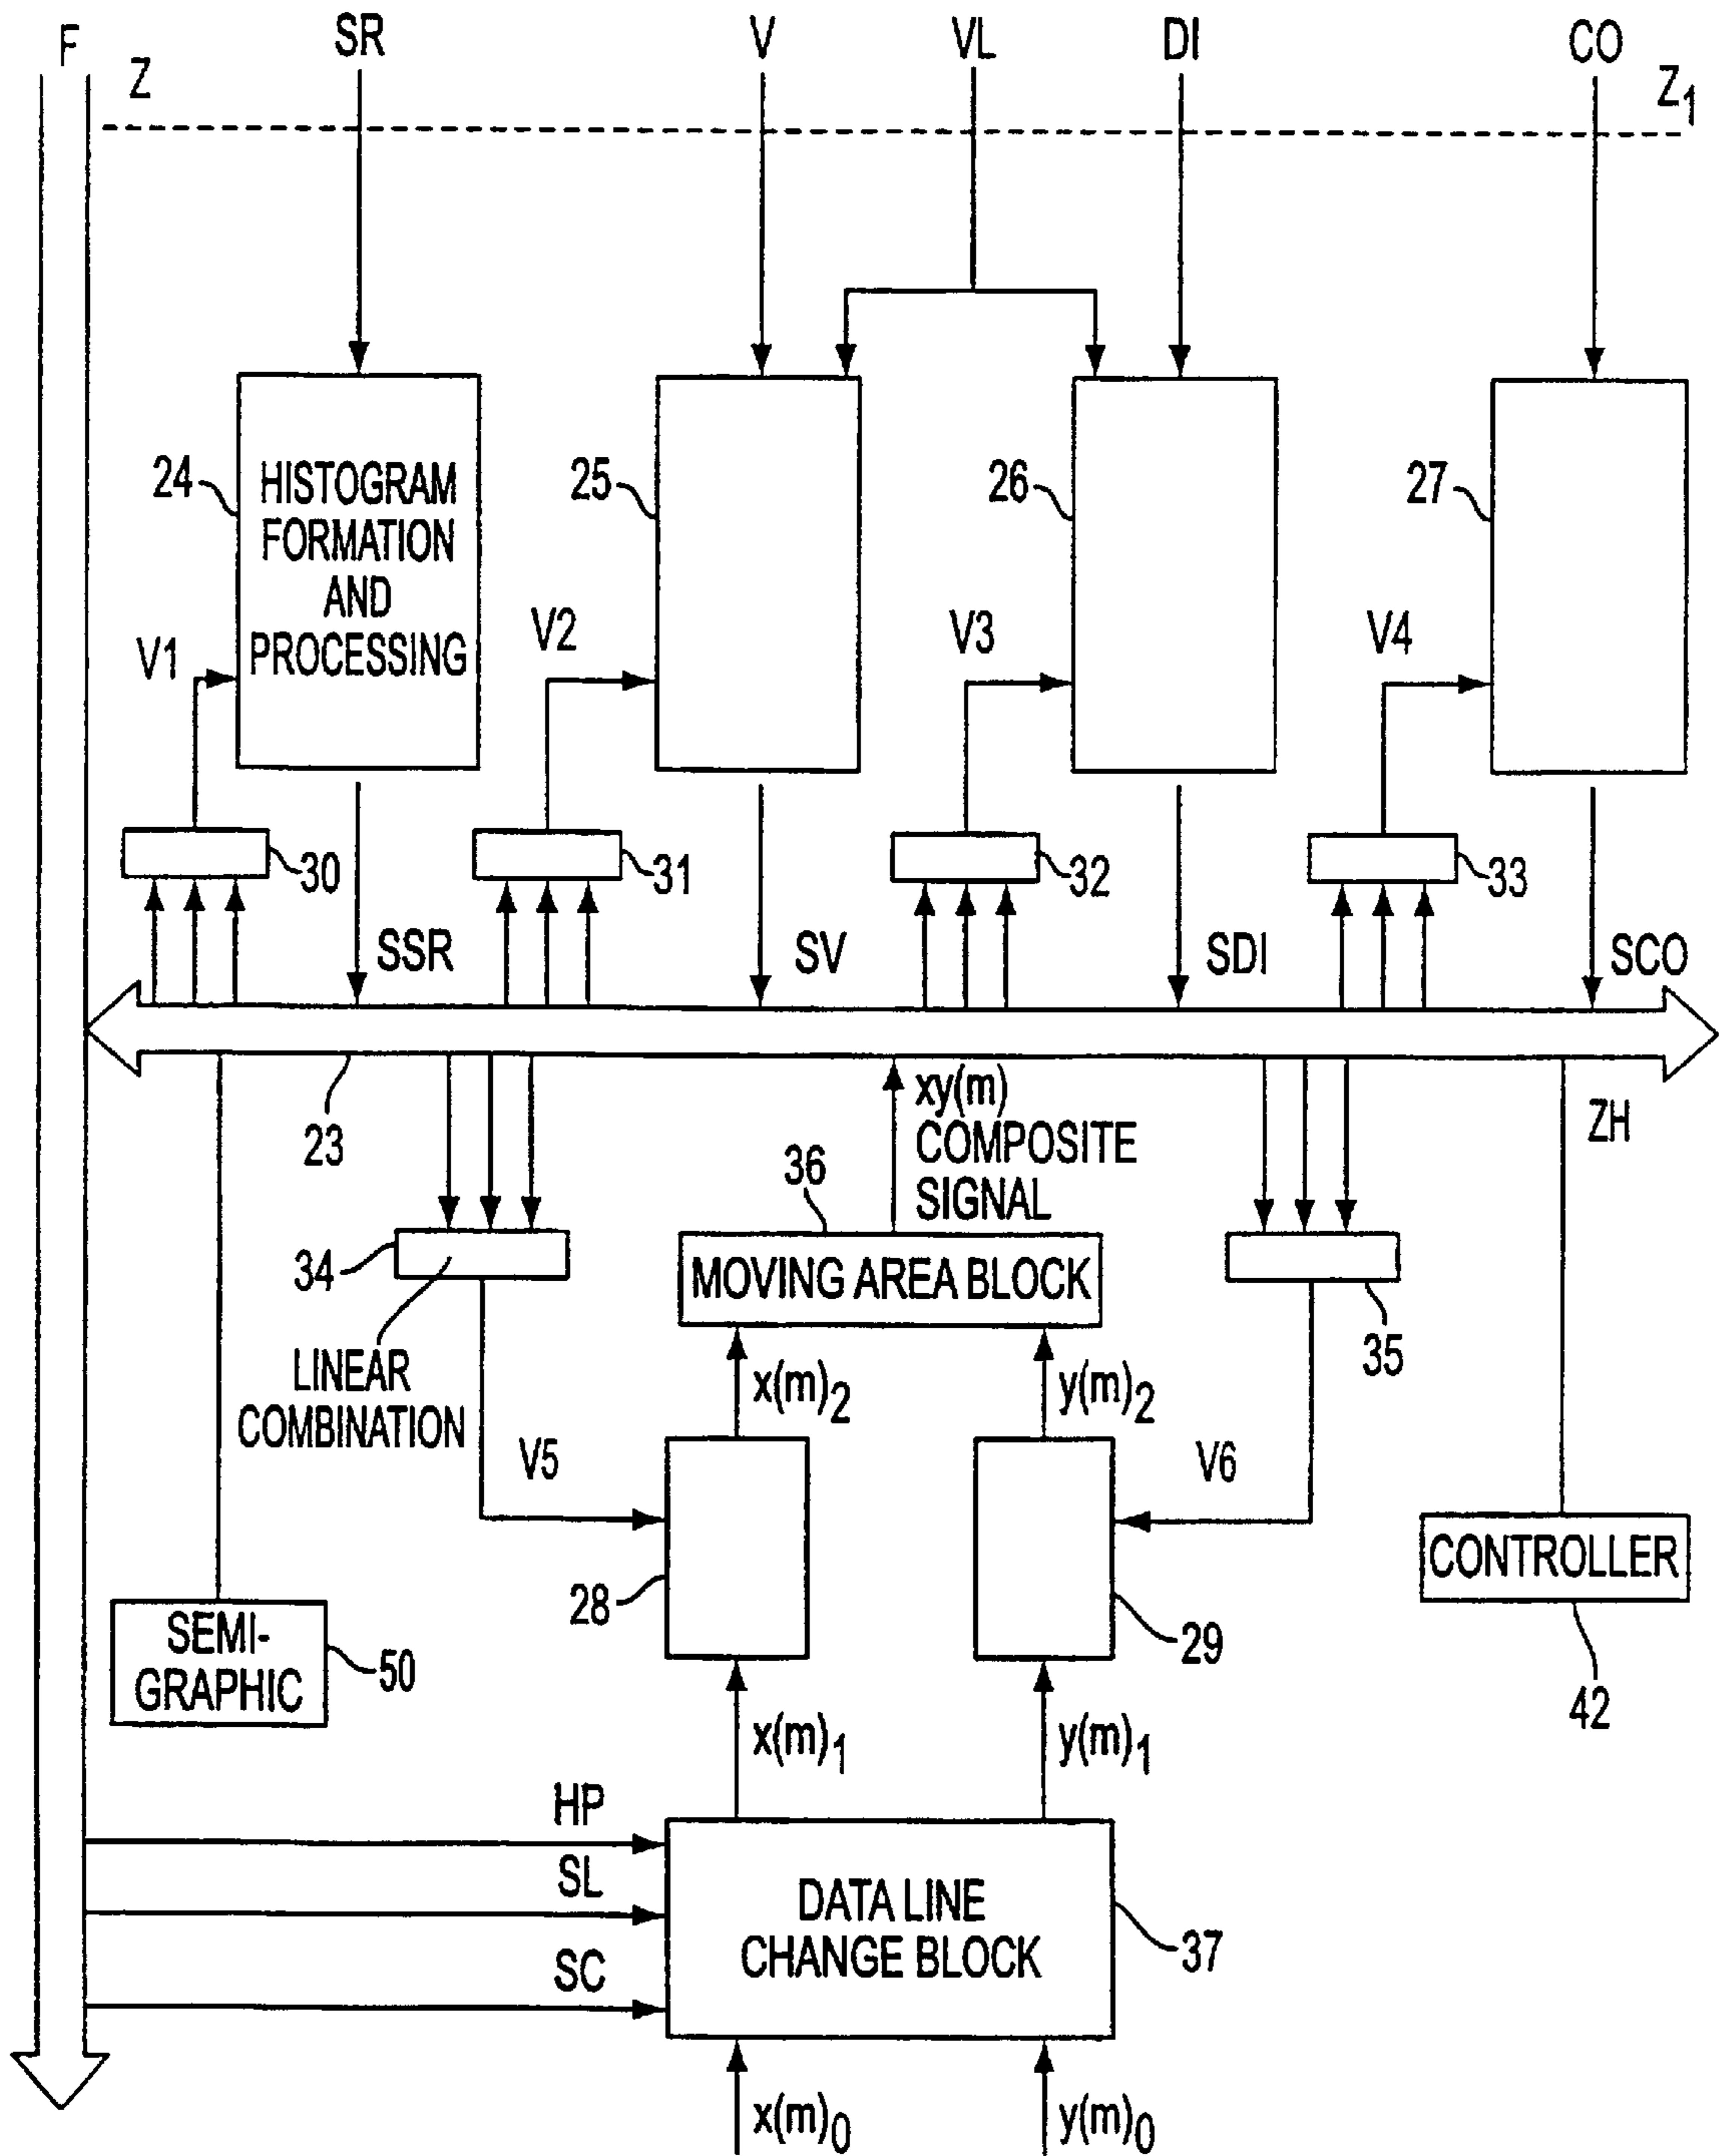 F
Z
SR
V
VL
DI
CO
Z1
24
HISTOGRAM
FORMATION
AND
PROCESSING
25
26
27
V1
V2
V3
V4
30
31
32
33
SSR
SV
SDI
SCO
23
xy(m)
COMPOSITE
SIGNAL
ZH
34
36
MOVING AREA BLOCK
35
LINEAR
COMBINATION
x(m)2
y(m)2
V5
V6
28
29
CONTROLLER
42
SEMI-
GRAPHIC
50
x(m)1
y(m)1
HP
SL
SC
DATA LINE
CHANGE BLOCK
37
x(m)0
y(m)0